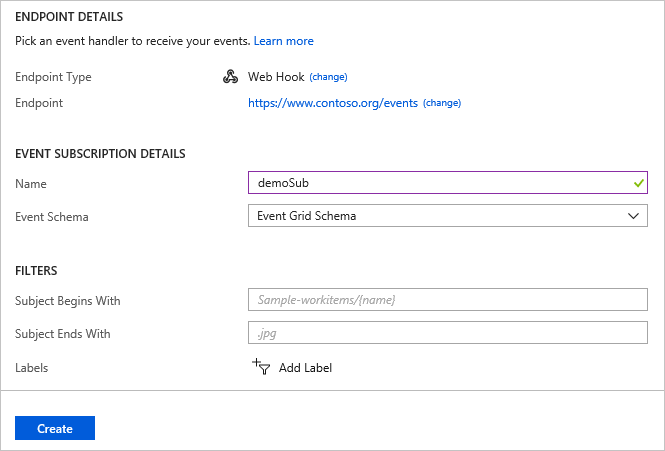 ENDPOINT DETAILS
Pick an event handler to receive your events. Learn more
Endpoint Type Web Hook (change)
Endpoint https://www.contoso.org/events (change)
EVENT SUBSCRIPTION DETAILS
Name demoSub
Event Schema Event Grid Schema
FILTERS
Subject Begins With Sample-workitems/{name}
Subject Ends With .jpg
Labels Add Label
Create